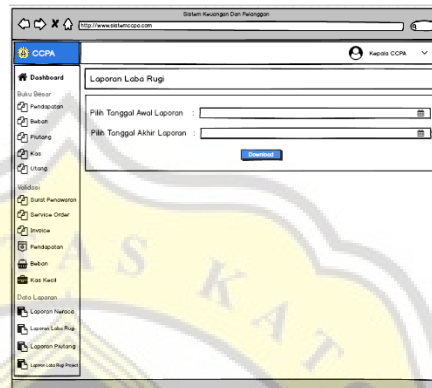 Sistem Keuangan Dan Pelanggan
http://www.sistemccpa.com
CCPA
Kepala CCPA
Dashboard
Laporan Laba Rugi
Buku Besar
Pendapatan
Beban
Piutang
Kas
Utang
Pilih Tanggal Awal Laporan :
Pilih Tanggal Akhir Laporan :
Download
Validasi
Surat Penawaran
Service Order
Invoice
Pendapatan
Beban
Kas Kecil
Data Laporan
Laporan Neraca
Laporan Laba Rugi
Laporan Piutang
Laporan Laba Rugi Project